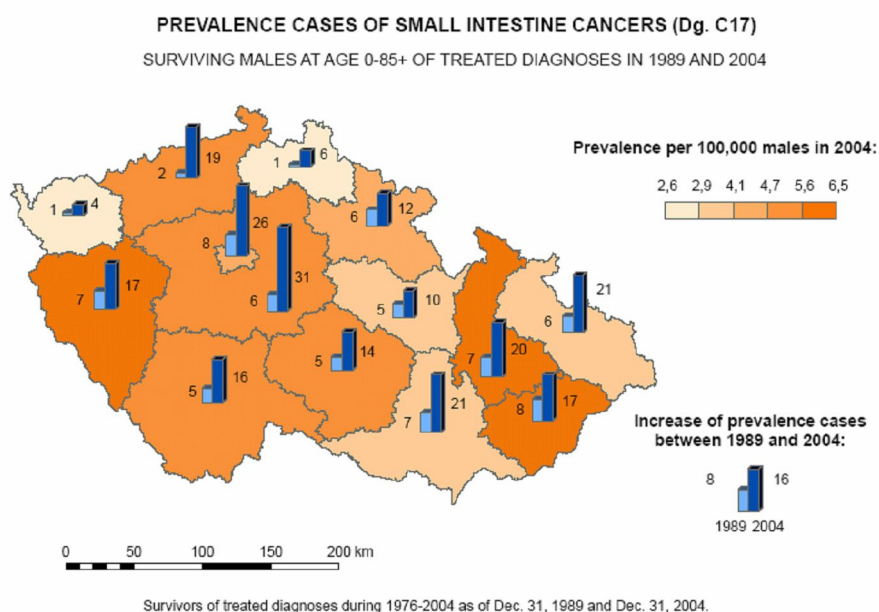 PREVALENCE CASES OF SMALL INTESTINE CANCERS (Dg. C17)
SURVIVING MALES AT AGE 0-85+ OF TREATED DIAGNOSES IN 1989 AND 2004
Prevalence per 100,000 males in 2004:
2,6 2,9 4,1 4,7 5,6 6,5
2 19
1 6
1 4
6 12
8 26
7 17
6 31
5 10
6 21
5 16
5 14
7 20
7 21
8 17
Increase of prevalence cases
between 1989 and 2004:
8 16
1989 2004
0 50 100 150 200 km
Survivors of treated diagnoses during 1976-2004 as of Dec. 31, 1989 and Dec. 31, 2004.